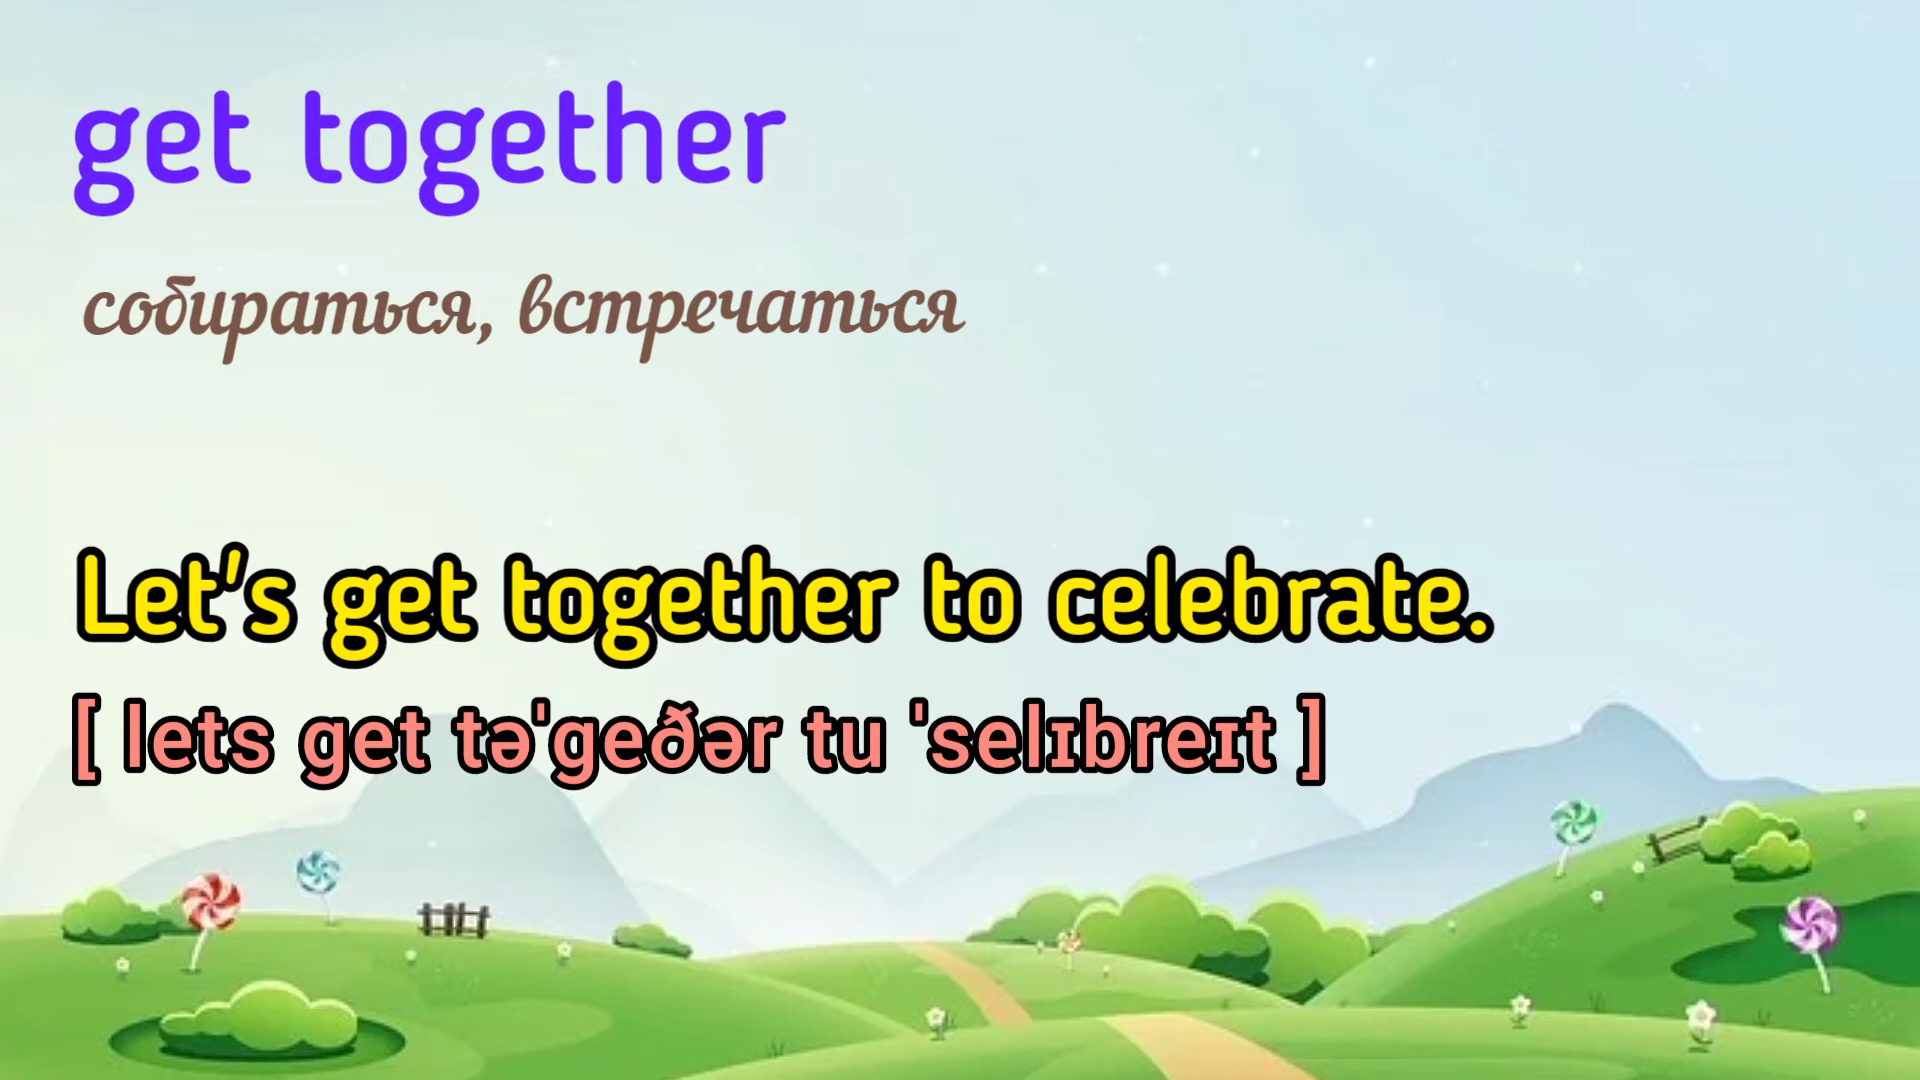 get together
собираться, встречаться
Let's get together to celebrate.
[ lets get təˈgeðər tu ˈselɪbreɪt ]